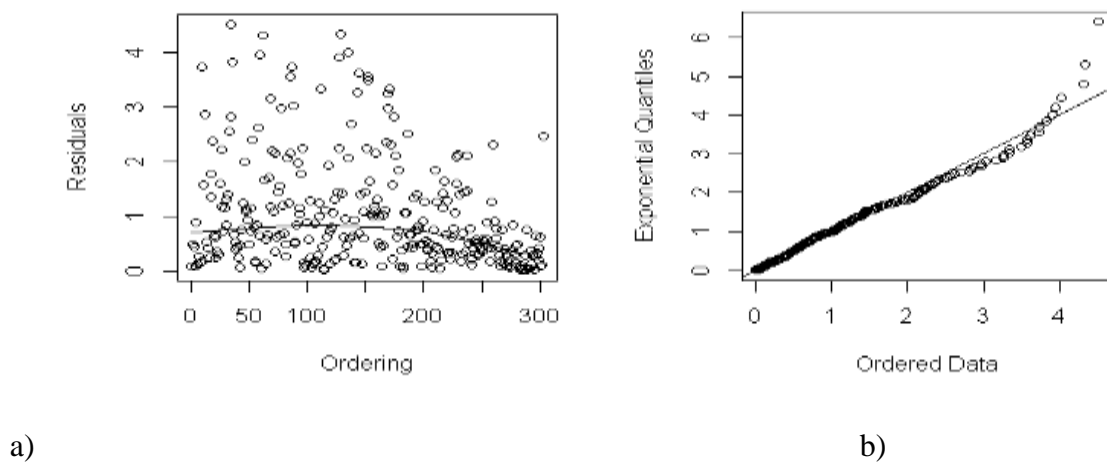 4
3
2
1
0
Residuals
0 50 100 200 300
Ordering
6
5
4
3
2
1
0
Exponential Quantiles
0 1 2 3 4
Ordered Data
a) b)